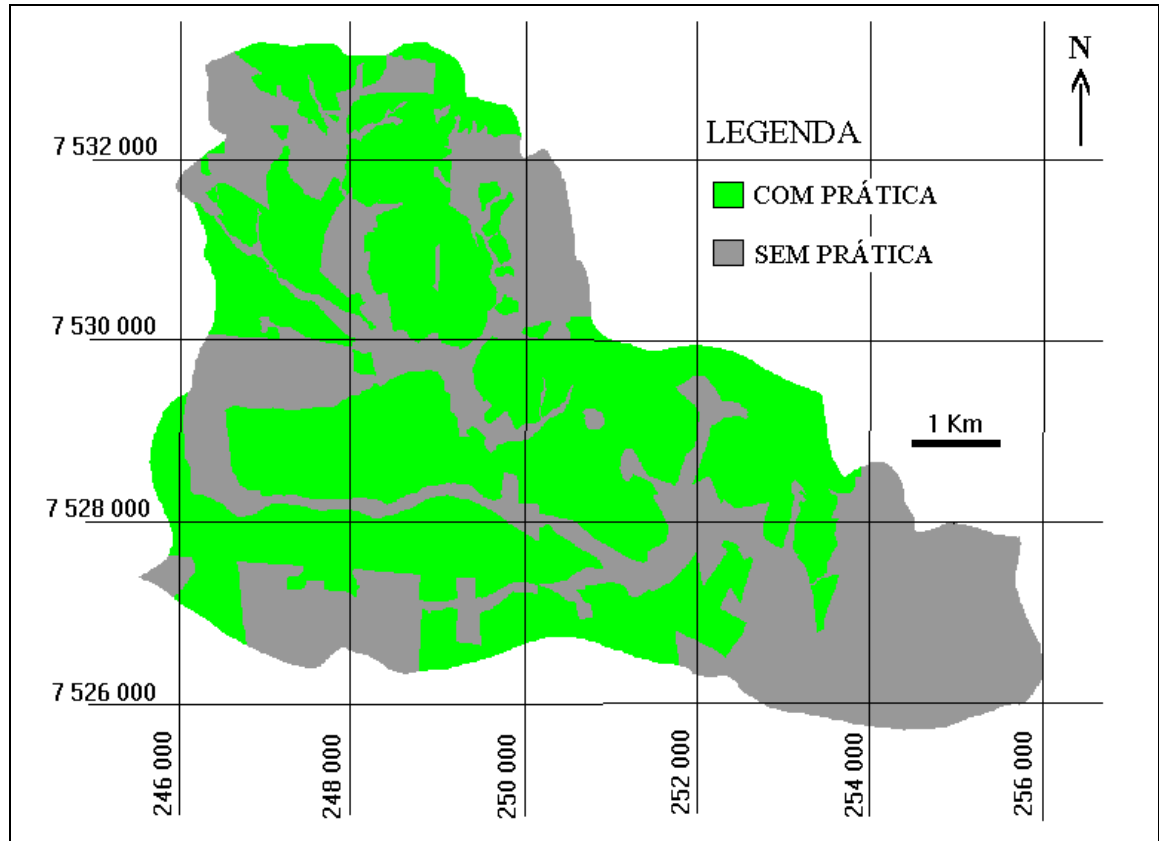 N
LEGENDA
7 532 000
COM PRÁTICA
SEM PRÁTICA
7 530 000
1 Km
7 528 000
7 526 000
246 000
248 000
250 000
252 000
254 000
256 000